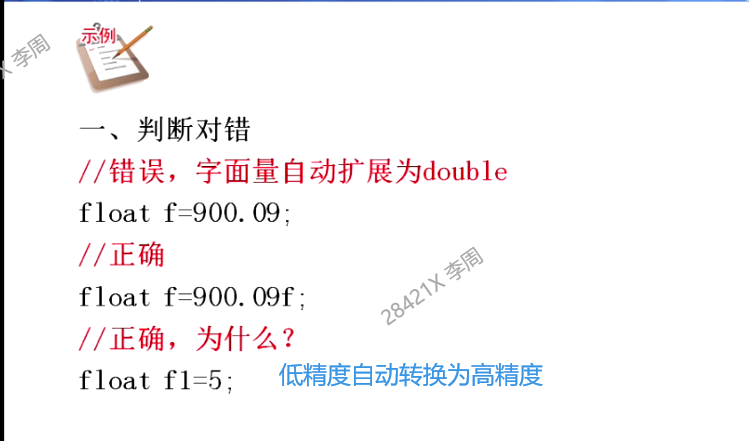 示例
X 李周
一、判断对错
//错误，字面量自动扩展为double
float f=900.09;
//正确
float f=900.09f;
28421X 李周
//正确，为什么？
float f1=5;
低精度自动转换为高精度